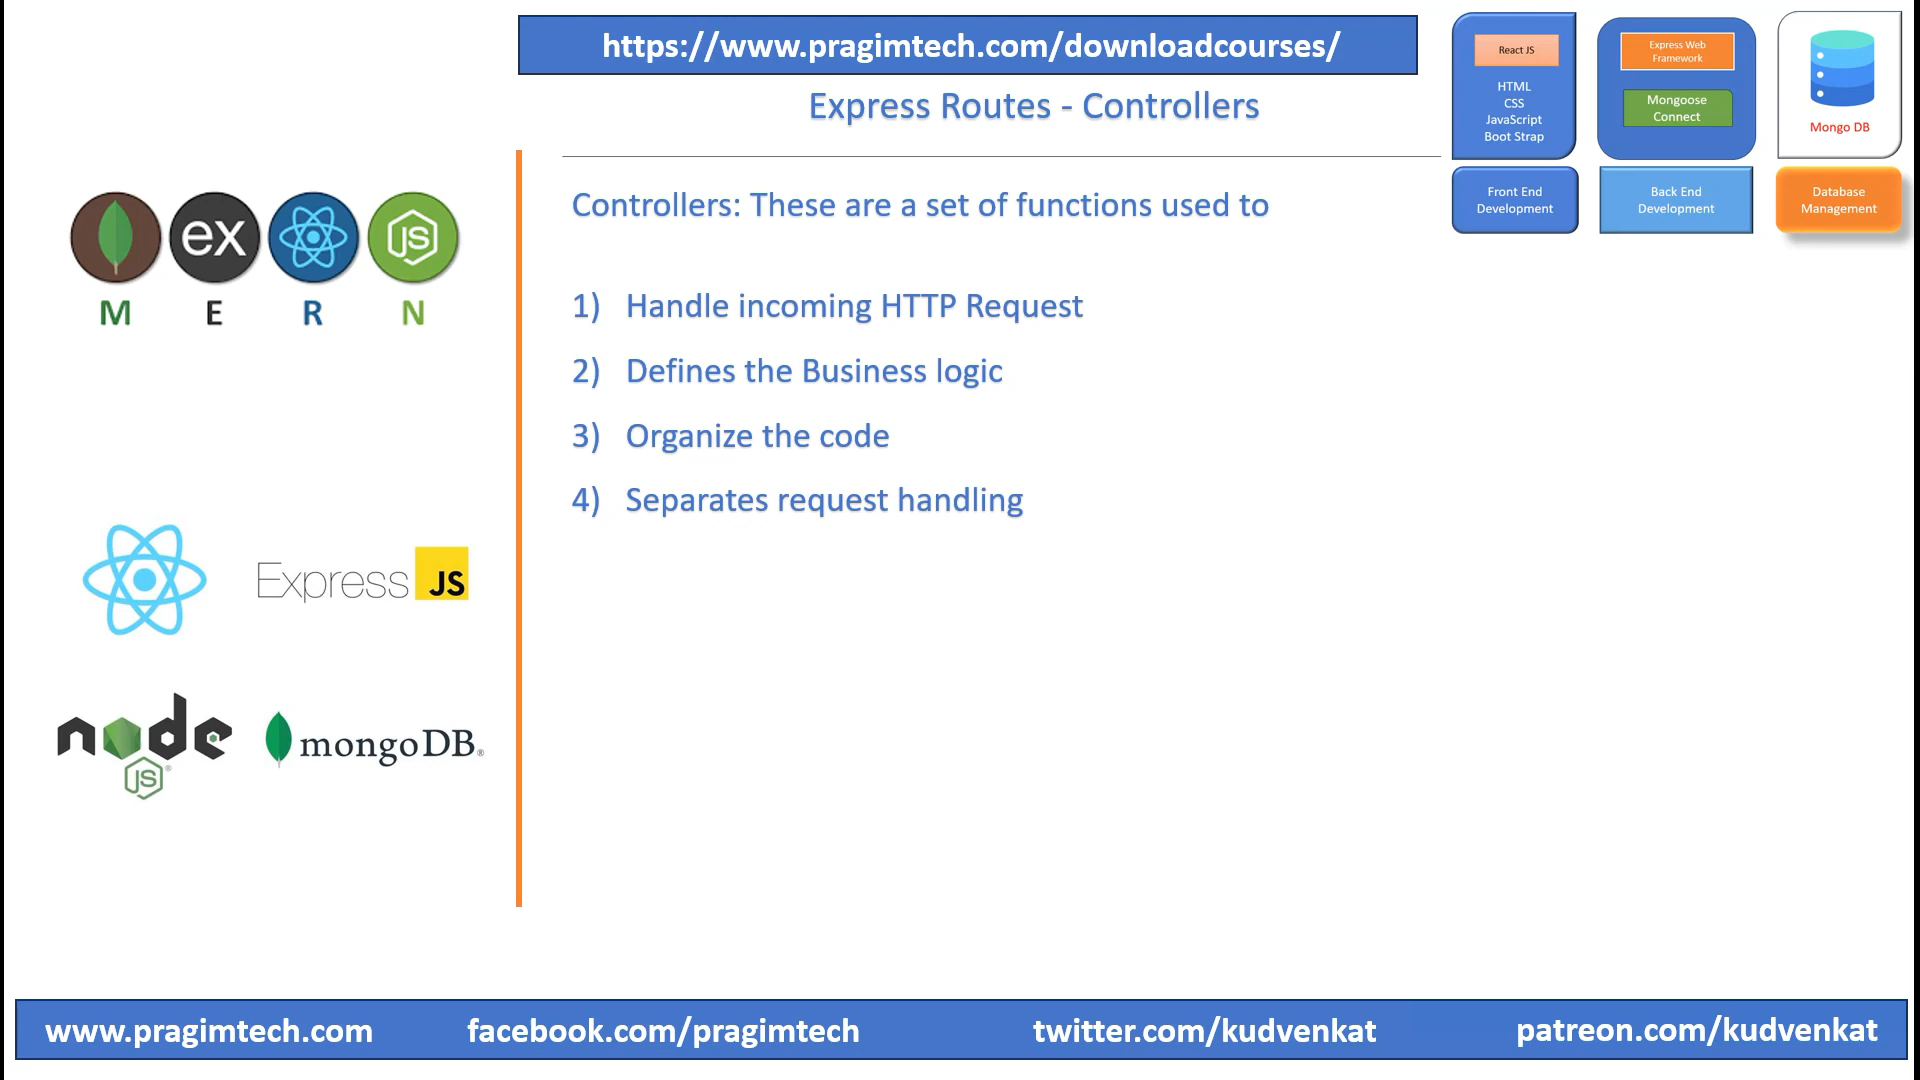 https://www.pragimtech.com/downloadcourses/
Express Routes - Controllers
React JS
HTML
CSS
JavaScript
Boot Strap
Express Web
Framework
Mongoose
Connect
Mongo DB
Front End
Development
Back End
Development
Database
Management
ex
JS
M E R N
Controllers: These are a set of functions used to
1) Handle incoming HTTP Request
2) Defines the Business logic
3) Organize the code
4) Separates request handling
Express JS
node
JS
mongoDB®
www.pragimtech.com facebook.com/pragimtech twitter.com/kudvenkat patreon.com/kudvenkat